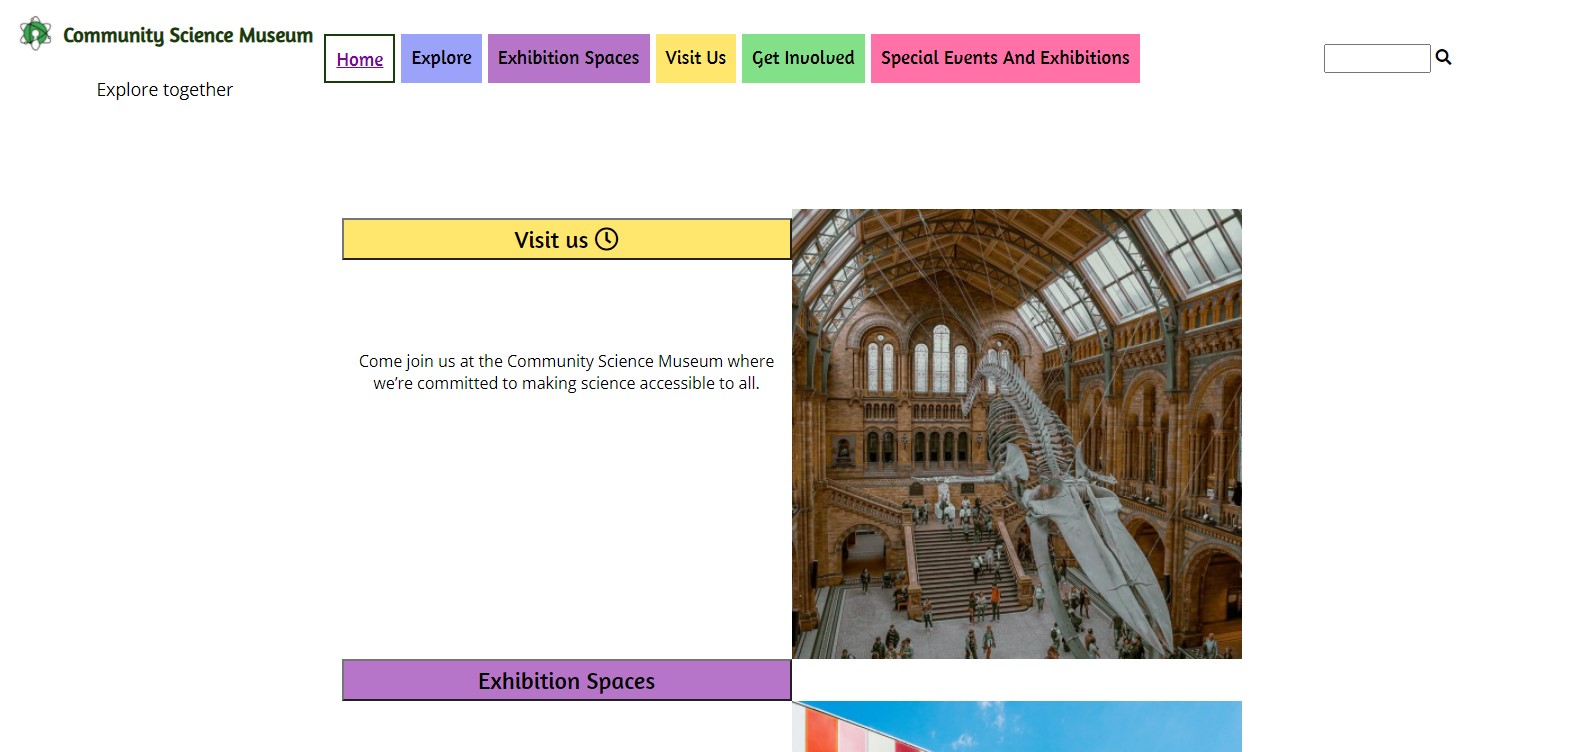 Community Science Museum
Explore together
Home
Explore
Exhibition Spaces
Visit Us
Get Involved
Special Events And Exhibitions
Visit us
Come join us at the Community Science Museum where
we’re committed to making science accessible to all.
Exhibition Spaces